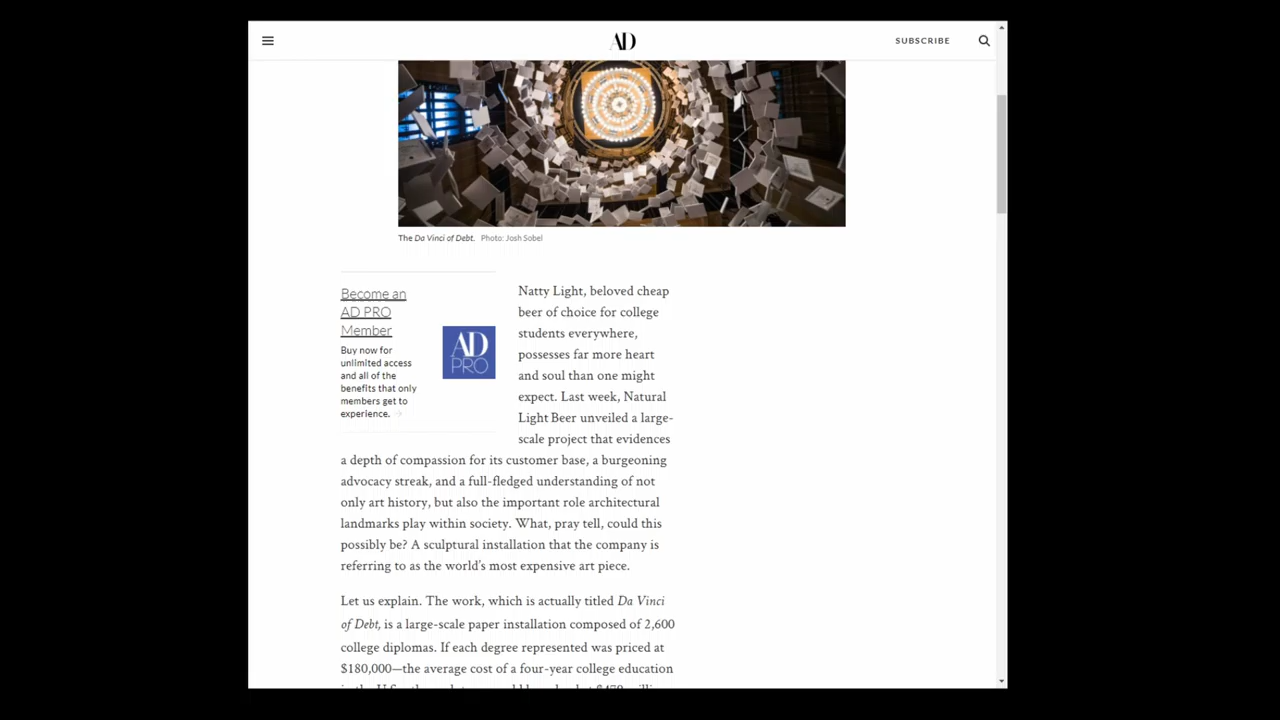 AD
SUBSCRIBE
The Da Vinci of Debt. Photo: Josh Sobel
Become an
AD PRO
Member
Buy now for
unlimited access
and all of the
benefits that only
members get to
experience. →
AD
PRO
Natty Light, beloved cheap
beer of choice for college
students everywhere,
possesses far more heart
and soul than one might
expect. Last week, Natural
Light Beer unveiled a large-
scale project that evidences
a depth of compassion for its customer base, a burgeoning
advocacy streak, and a full-fledged understanding of not
only art history, but also the important role architectural
landmarks play within society. What, pray tell, could this
possibly be? A sculptural installation that the company is
referring to as the world's most expensive art piece.
Let us explain. The work, which is actually titled Da Vinci
of Debt, is a large-scale paper installation composed of 2,600
college diplomas. If each degree represented was priced at
$180,000—the average cost of a four-year college education